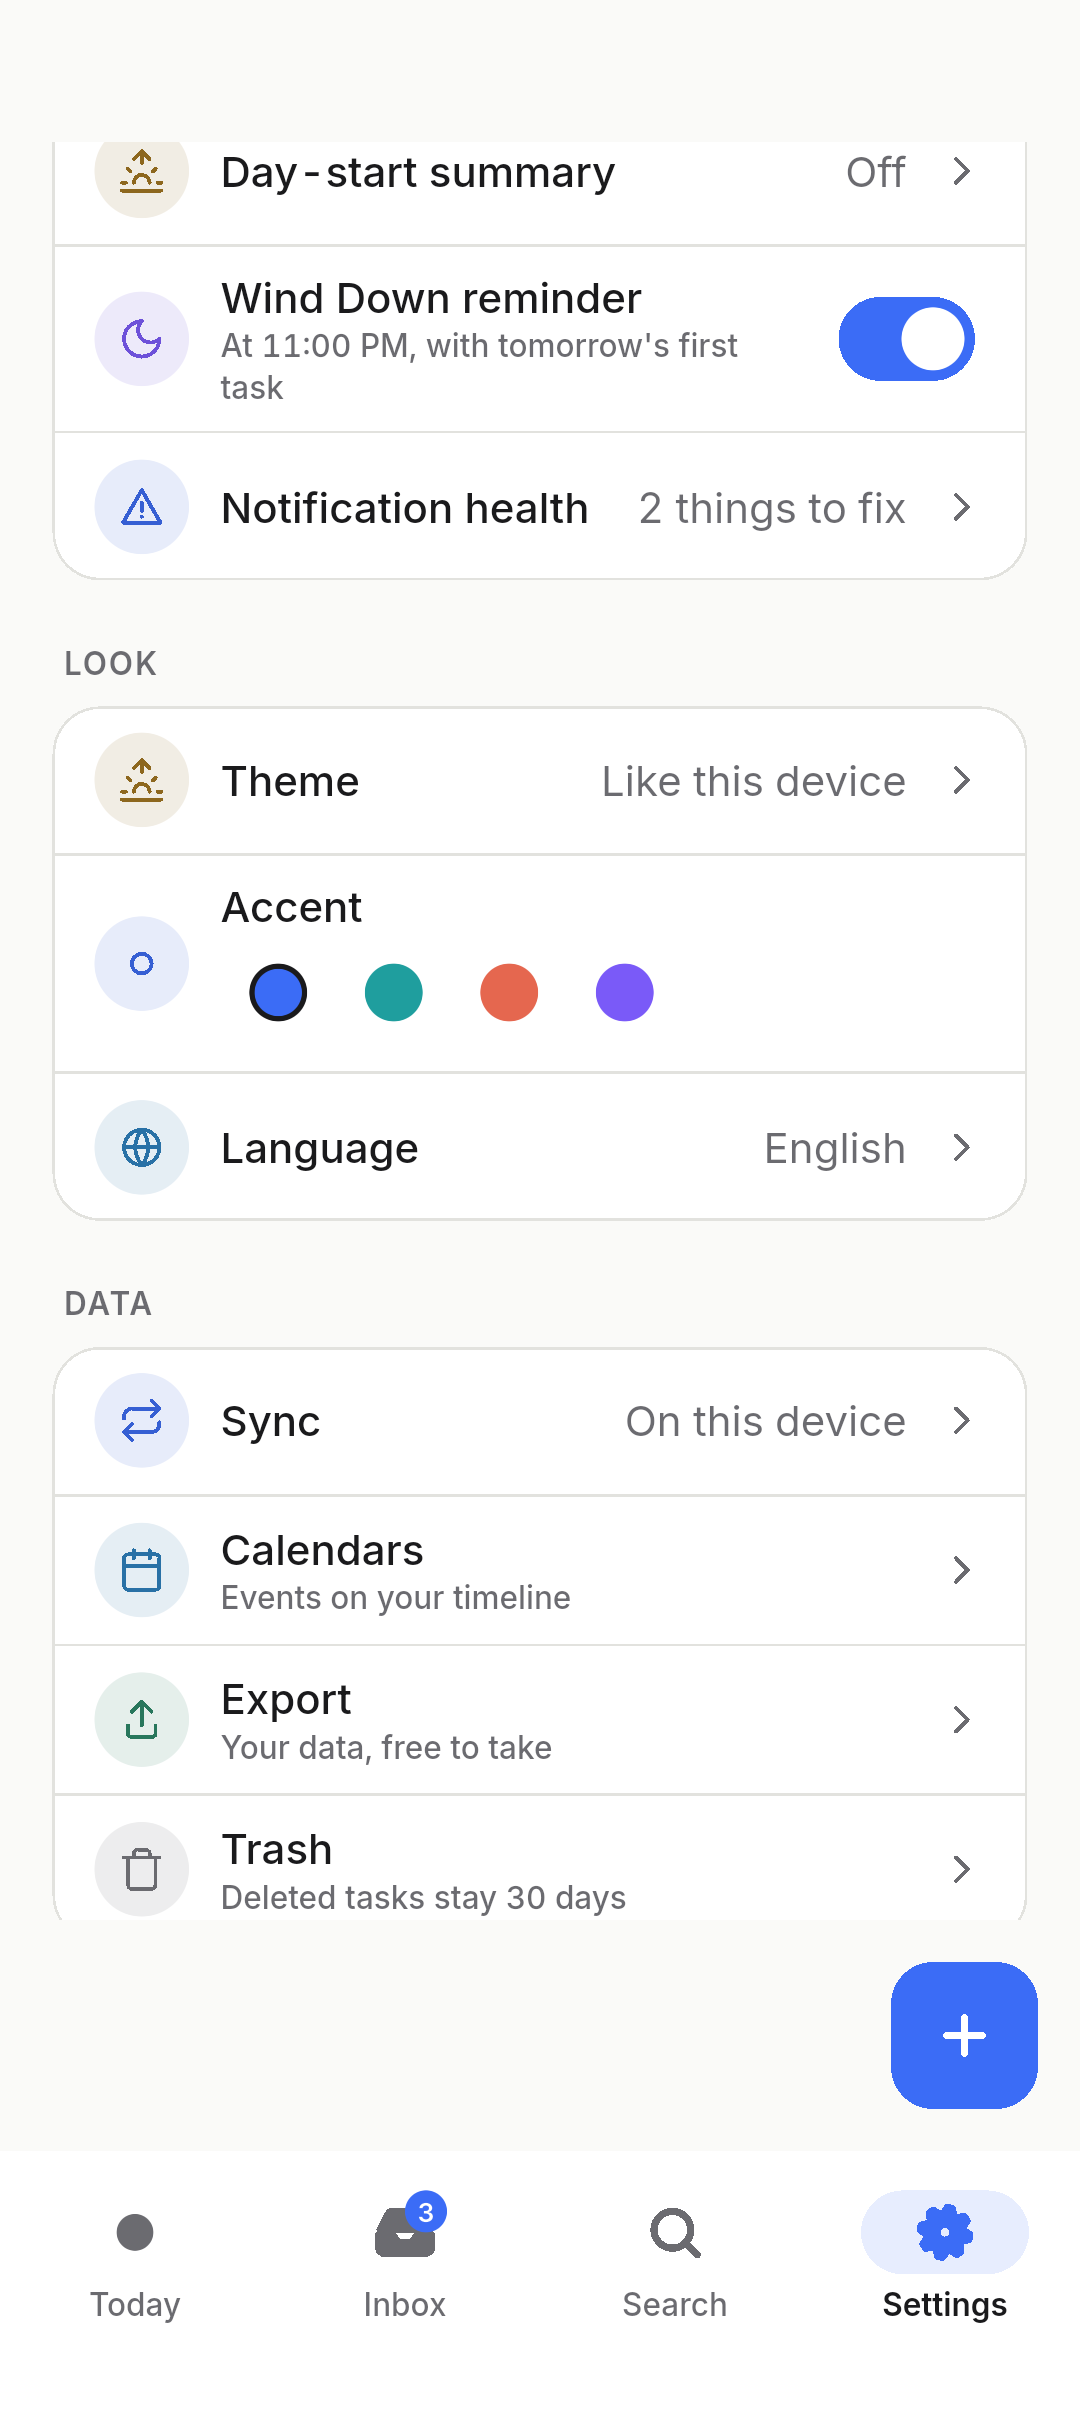 Day-start summary
Off
Wind Down reminder
At 11:00 PM, with tomorrow's first
task
Notification health
2 things to fix
LOOK
Theme
Like this device
Accent
Language
English
DATA
Sync
On this device
Calendars
Events on your timeline
Export
Your data, free to take
Trash
Deleted tasks stay 30 days
3
Today
Inbox
Search
Settings